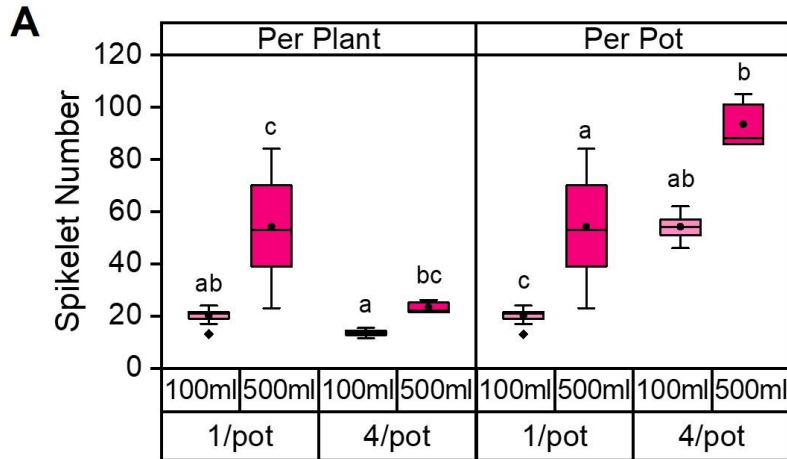 A
Per Plant Per Pot
Spikelet Number
120
100
80
60
40
20
0
ab c a bc c a ab b
100ml 500ml 100ml 500ml 100ml 500ml 100ml 500ml
1/pot 4/pot 1/pot 4/pot